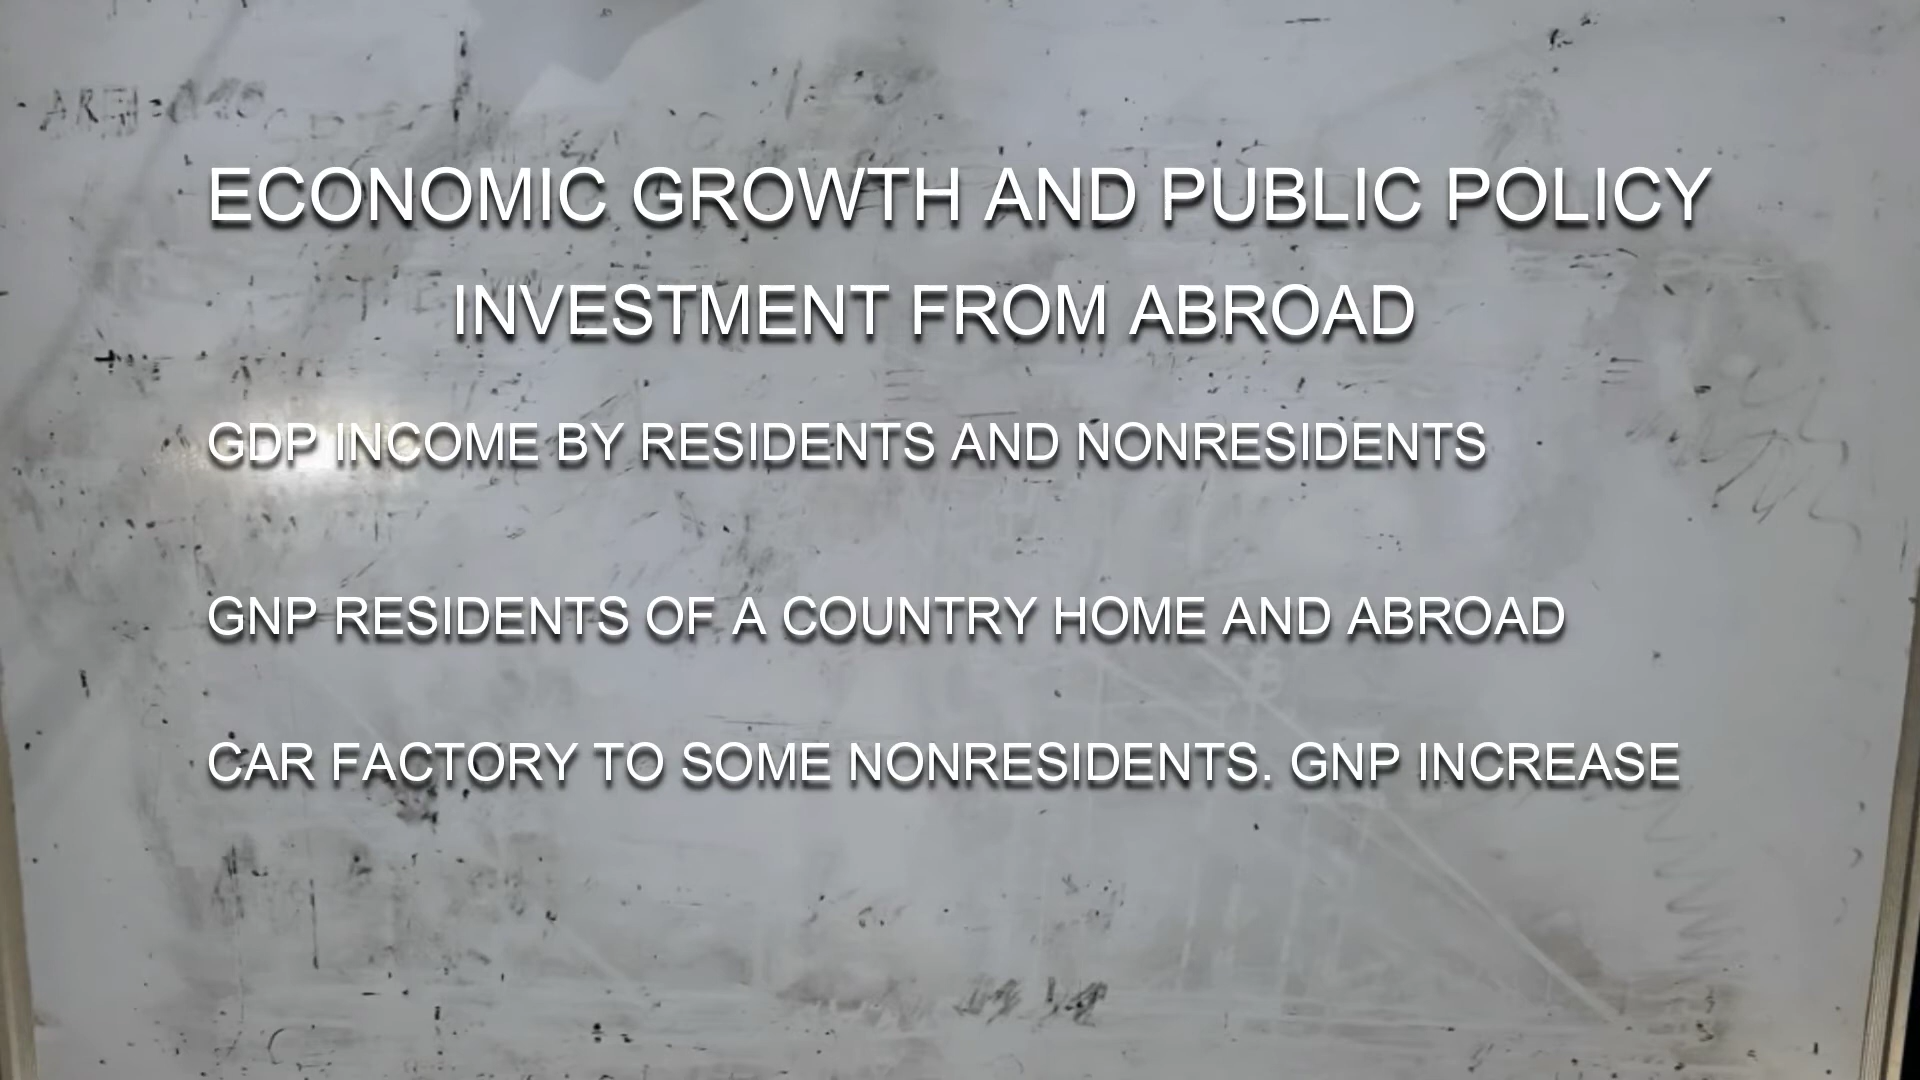 ECONOMIC GROWTH AND PUBLIC POLICY
INVESTMENT FROM ABROAD
GDP INCOME BY RESIDENTS AND NONRESIDENTS
GNP RESIDENTS OF A COUNTRY HOME AND ABROAD
CAR FACTORY TO SOME NONRESIDENTS. GNP INCREASE